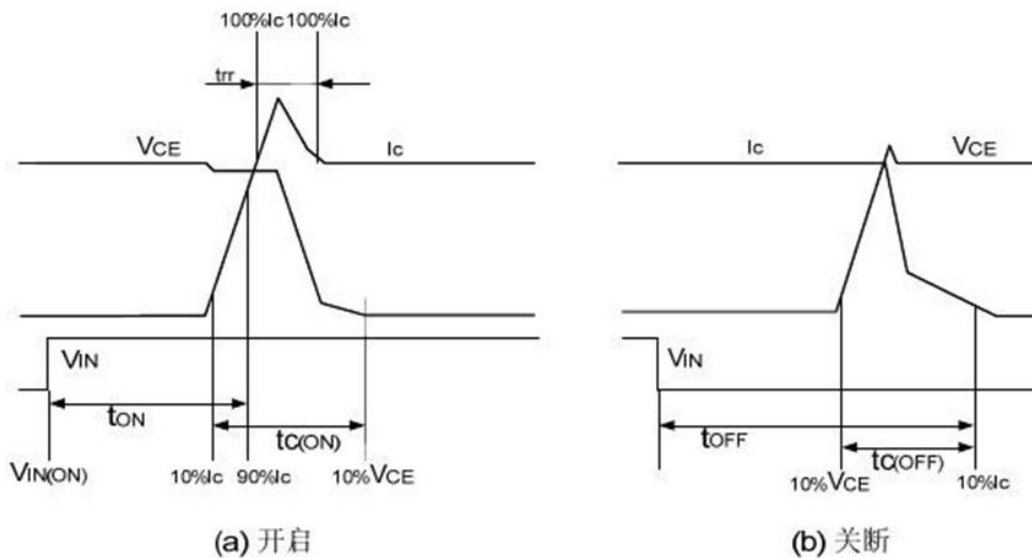 100%Ic 100%Ic
trr
VCE Ic
VIN
tON
tC(ON)
VIN(ON) 10%Ic 90%Ic 10%VCE
(a) 开启
Ic VCE
VIN
tOFF
tC(OFF)
10%VCE 10%Ic
(b) 关断